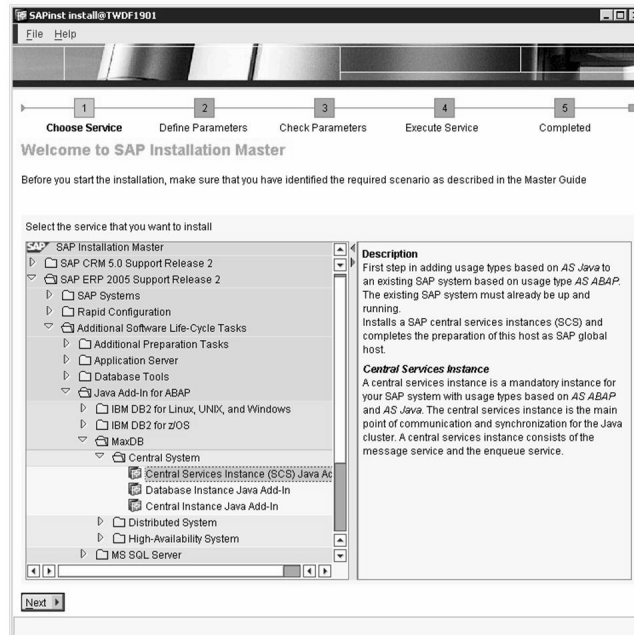 SAPinst install@TWDF1901
File Help
1 2 3 4 5
Choose Service Define Parameters Check Parameters Execute Service Completed
Welcome to SAP Installation Master
Before you start the installation, make sure that you have identified the required scenario as described in the Master Guide
Select the service that you want to install
SAP SAP Installation Master
SAP CRM 5.0 Support Release 2
SAP ERP 2005 Support Release 2
SAP Systems
Rapid Configuration
Additional Software Life-Cycle Tasks
Additional Preparation Tasks
Application Server
Database Tools
Java Add-In for ABAP
IBM DB2 for Linux, UNIX, and Windows
IBM DB2 for z/OS
MaxDB
Central System
Central Services Instance (SCS) Java Ac
Database Instance Java Add-In
Central Instance Java Add-In
Distributed System
High-Availability System
MS SQL Server
Description
First step in adding usage types based on AS Java to
an existing SAP system based on usage type AS ABAP.
The existing SAP system must already be up and
running.
Installs a SAP central services instances (SCS) and
completes the preparation of this host as SAP global
host.
Central Services Instance
A central services instance is a mandatory instance for
your SAP system with usage types based on AS ABAP
and AS Java. The central services instance is the main
point of communication and synchronization for the Java
cluster. A central services instance consists of the
message service and the enqueue service.
Next